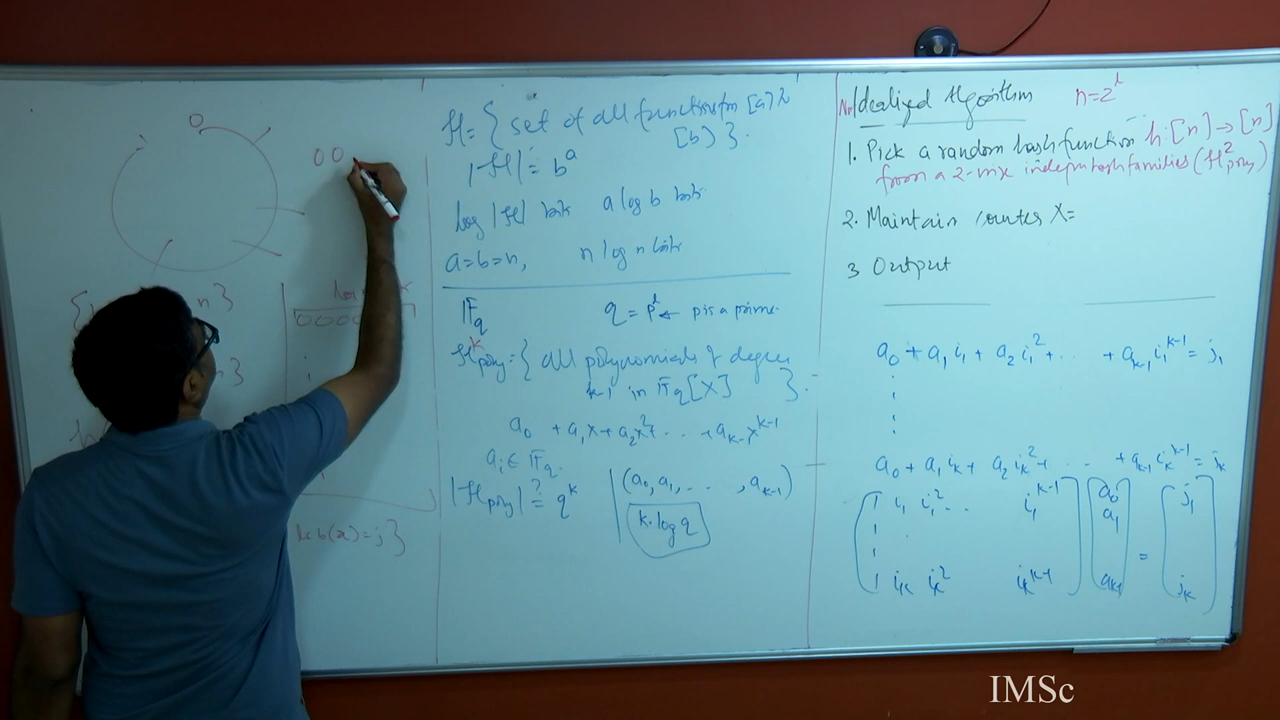 0
0 0
n}
0000
}
lsb(x)=j}
H = { set of all functions from [a] to
[b] }.
|H| = b^a
log |H| bits a log b bits
a=b=n, n log n bits
F_q q = p^l ← p is a prime.
H^k_poly = { all polynomials of degree
k-1 in F_q[X] }.
a_0 + a_1 x + a_2 x^2 + .. + a_{k-1} x^{k-1}
a_i ∈ F_q.
|H_poly| ?= q^k (a_0, a_1, .. , a_{k-1})
k·log q
Idealized Algorithm n=2^l
1. Pick a random hash function h:[n]→[n]
from a 2-wise indep hash families (H^2_poly)
2. Maintain counter X=
3 Output
a_0 + a_1 i_1 + a_2 i_1^2 + .. + a_{k-1} i_1^{k-1} = j_1
a_0 + a_1 i_k + a_2 i_k^2 + .. + a_{k-1} i_k^{k-1} = j_k
1 i_1 i_1^2 .. i_1^{k-1} a_0 j_1
a_1
=
1 i_k i_k^2 i_k^{k-1} a_{k-1} j_k
IMSc